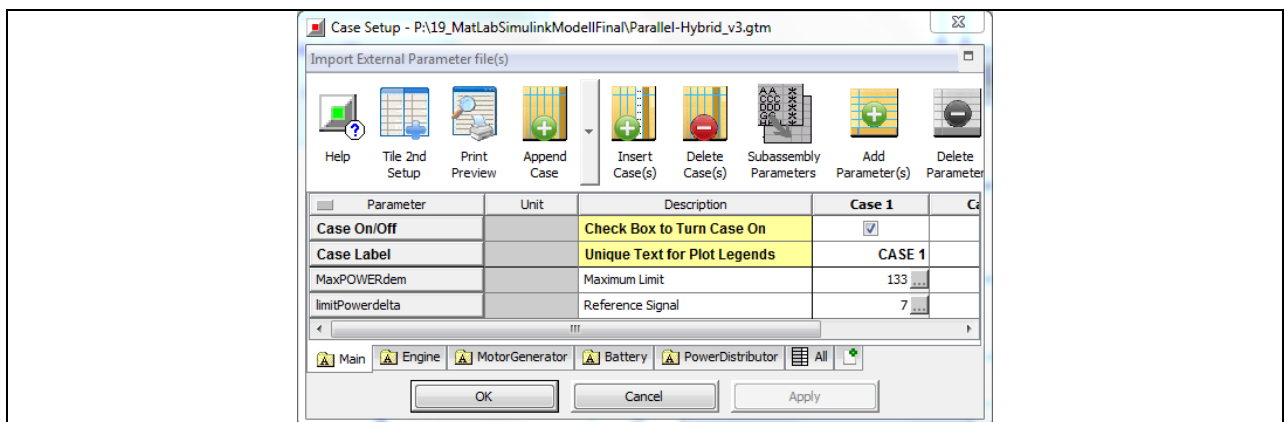 Case Setup - P:\19_MatLabSimulinkModellFinal\Parallel-Hybrid_v3.gtm
Import External Parameter file(s)
Help Tile 2nd Setup Print Preview Append Case Insert Case(s) Delete Case(s) Subassembly Parameters Add Parameter(s) Delete Parameter
Parameter Unit Description Case 1 Ca
Case On/Off Check Box to Turn Case On
Case Label Unique Text for Plot Legends CASE 1
MaxPOWERdem Maximum Limit 133 ...
limitPowerdelta Reference Signal 7 ...
Main Engine MotorGenerator Battery PowerDistributor All
OK Cancel Apply